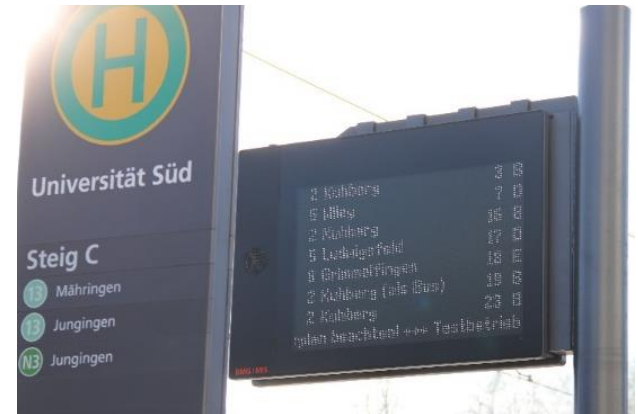 H
Universität Süd
Steig C
13 Mähringen
13 Jungingen
N3 Jungingen
2 Kuhberg 3
5 Wiley 7
2 Kuhberg 16
5 Ludwigsfeld 17
Grimmelfingen 18 E
2 Kuhberg (als Bus) 19
2 Kuhberg 23
plan beachten! +++ Testbetrieb